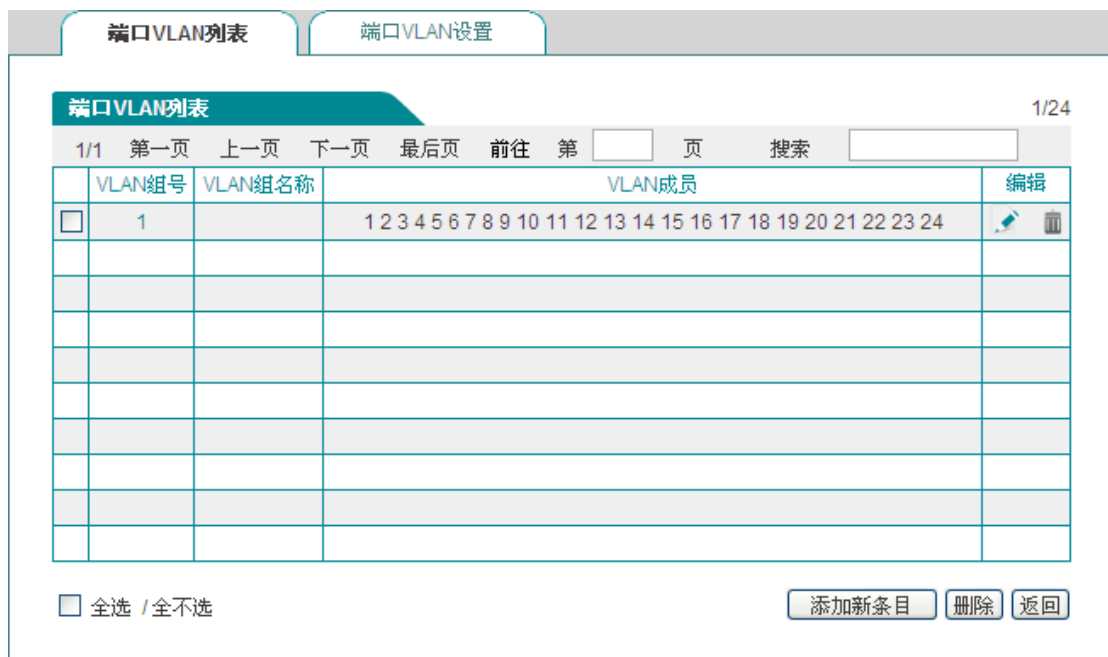 端口VLAN列表 端口VLAN设置
端口VLAN列表 1/24
1/1 第一页 上一页 下一页 最后页 前往 第 页 搜索
VLAN组号 VLAN组名称 VLAN成员 编辑
1 1 2 3 4 5 6 7 8 9 10 11 12 13 14 15 16 17 18 19 20 21 22 23 24
全选 / 全不选 添加新条目 删除 返回